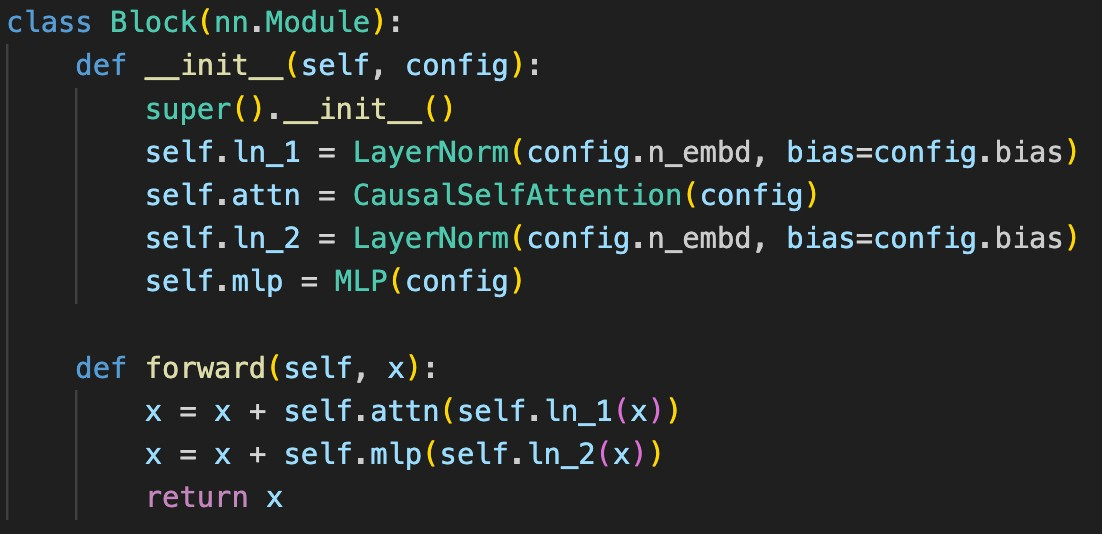 class Block(nn.Module):
    def __init__(self, config):
        super().__init__()
        self.ln_1 = LayerNorm(config.n_embd, bias=config.bias)
        self.attn = CausalSelfAttention(config)
        self.ln_2 = LayerNorm(config.n_embd, bias=config.bias)
        self.mlp = MLP(config)

    def forward(self, x):
        x = x + self.attn(self.ln_1(x))
        x = x + self.mlp(self.ln_2(x))
        return x